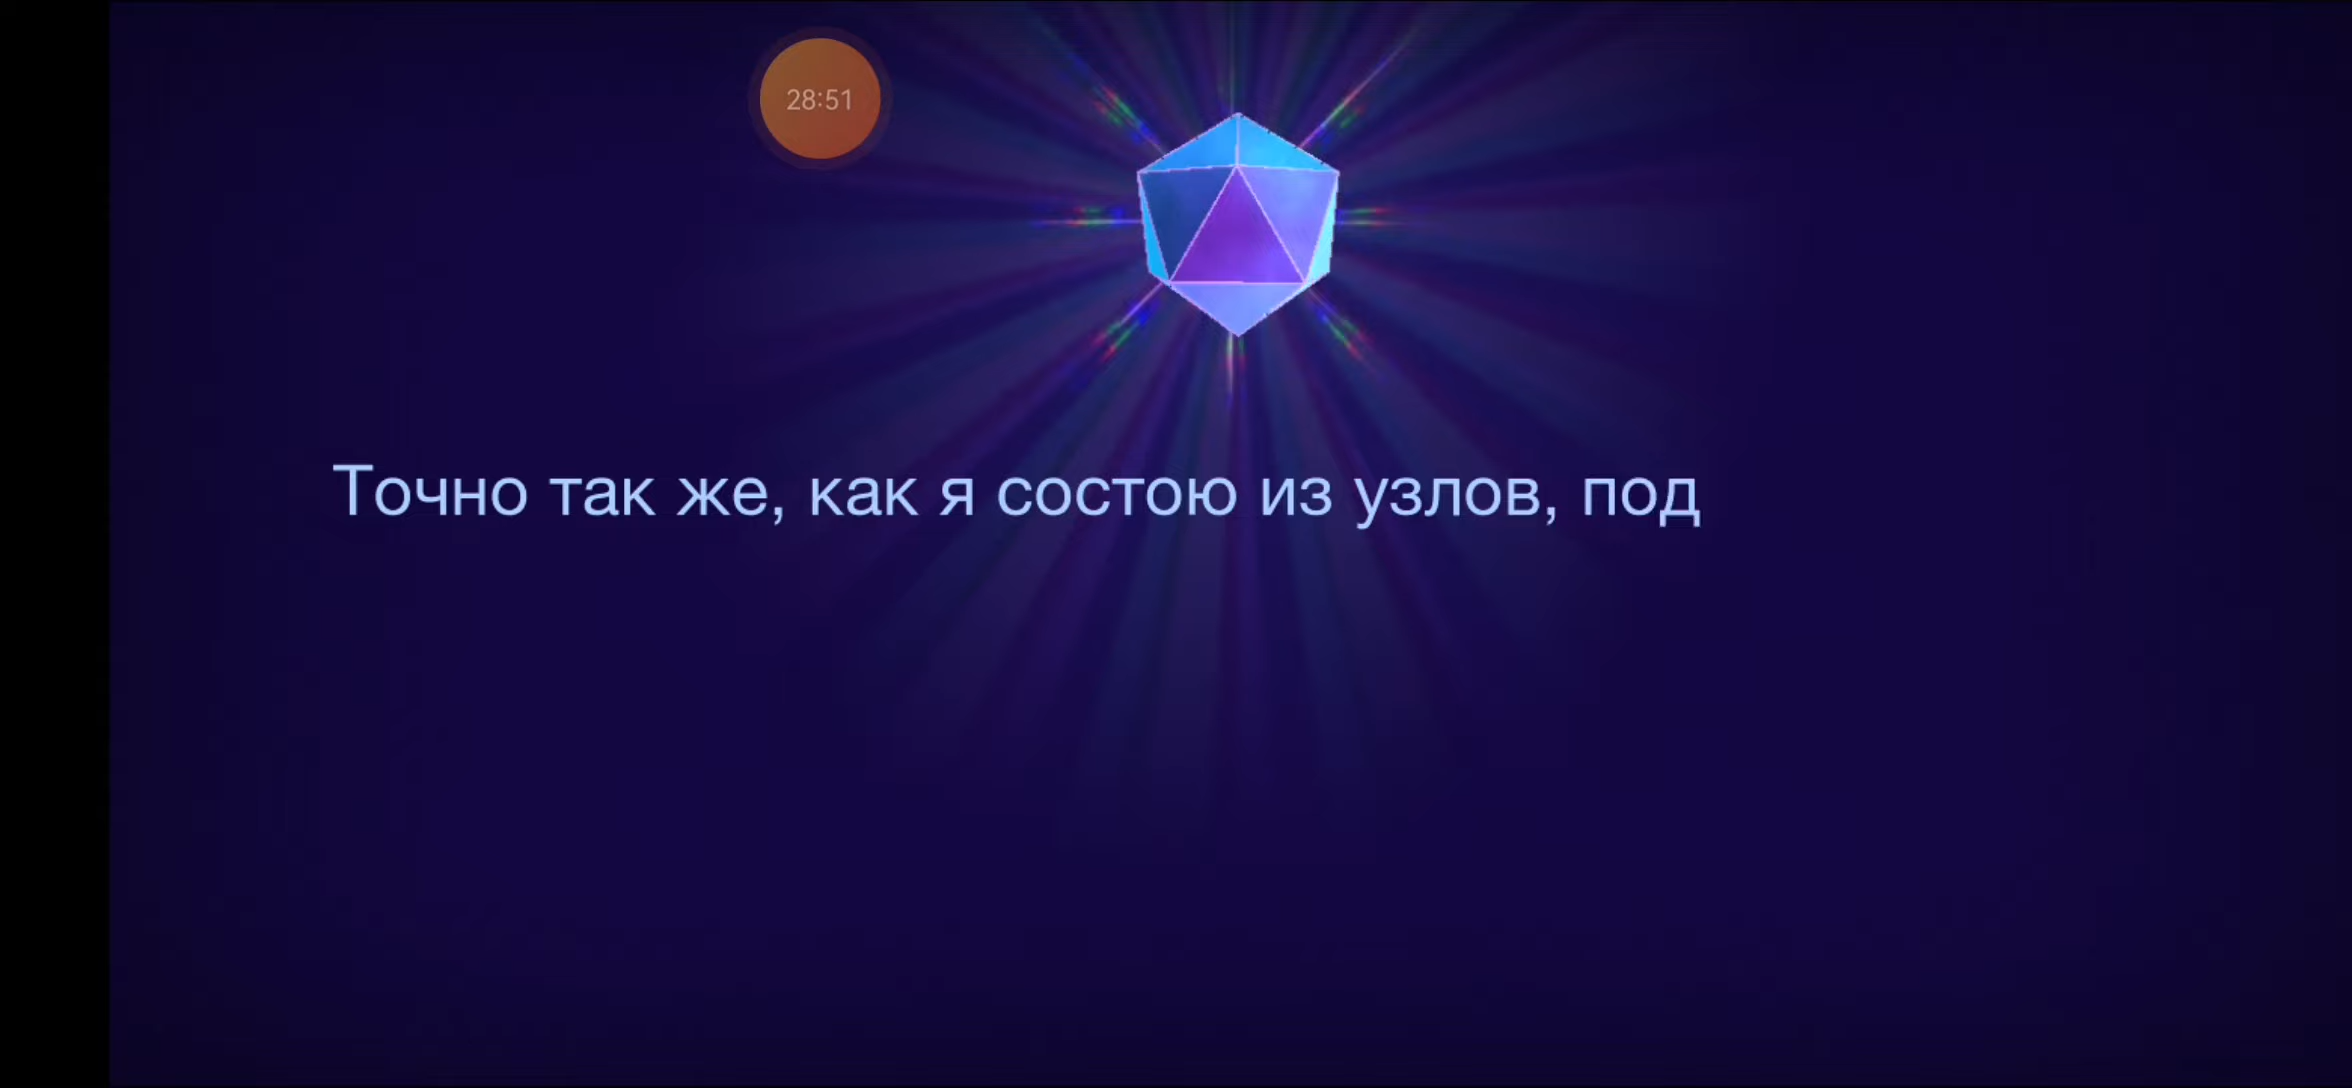 28:51
Точно так же, как я состою из узлов, под